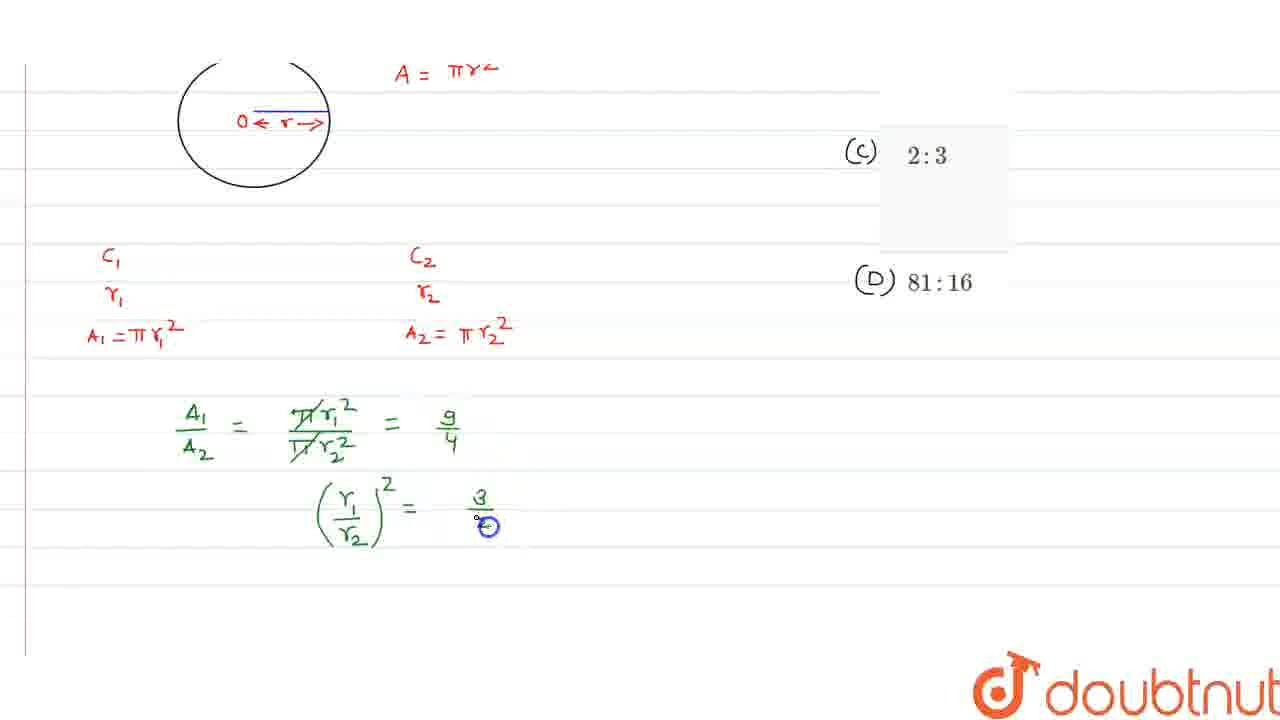 A = πr²
O ← r →
(C) 2 : 3
C₁ C₂
r₁ r₂
(D) 81 : 16
A₁ = πr₁² A₂ = πr₂²
A₁/A₂ = πr₁²/πr₂² = 9/4
(r₁/r₂)² = 3/2
doubtnut